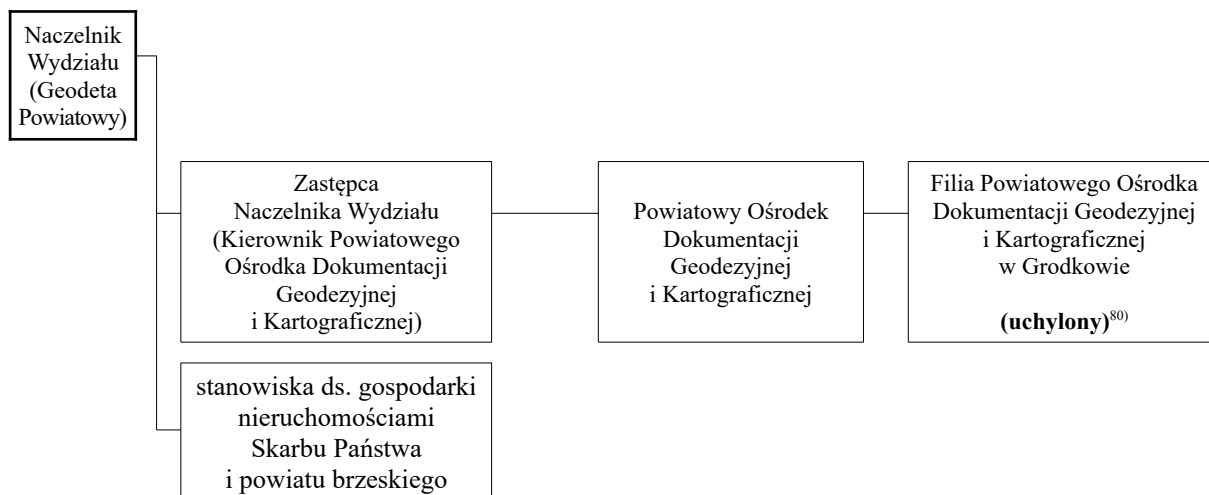 Naczelnik
Wydziału
(Geodeta
Powiatowy)
Zastępca
Naczelnika Wydziału
(Kierownik Powiatowego
Ośrodka Dokumentacji
Geodezyjnej
i Kartograficznej)
Powiatowy Ośrodek
Dokumentacji
Geodezyjnej
i Kartograficznej
Filia Powiatowego Ośrodka
Dokumentacji Geodezyjnej
i Kartograficznej
w Grodkowie
(uchylony)80)
stanowiska ds. gospodarki
nieruchomościami
Skarbu Państwa
i powiatu brzeskiego